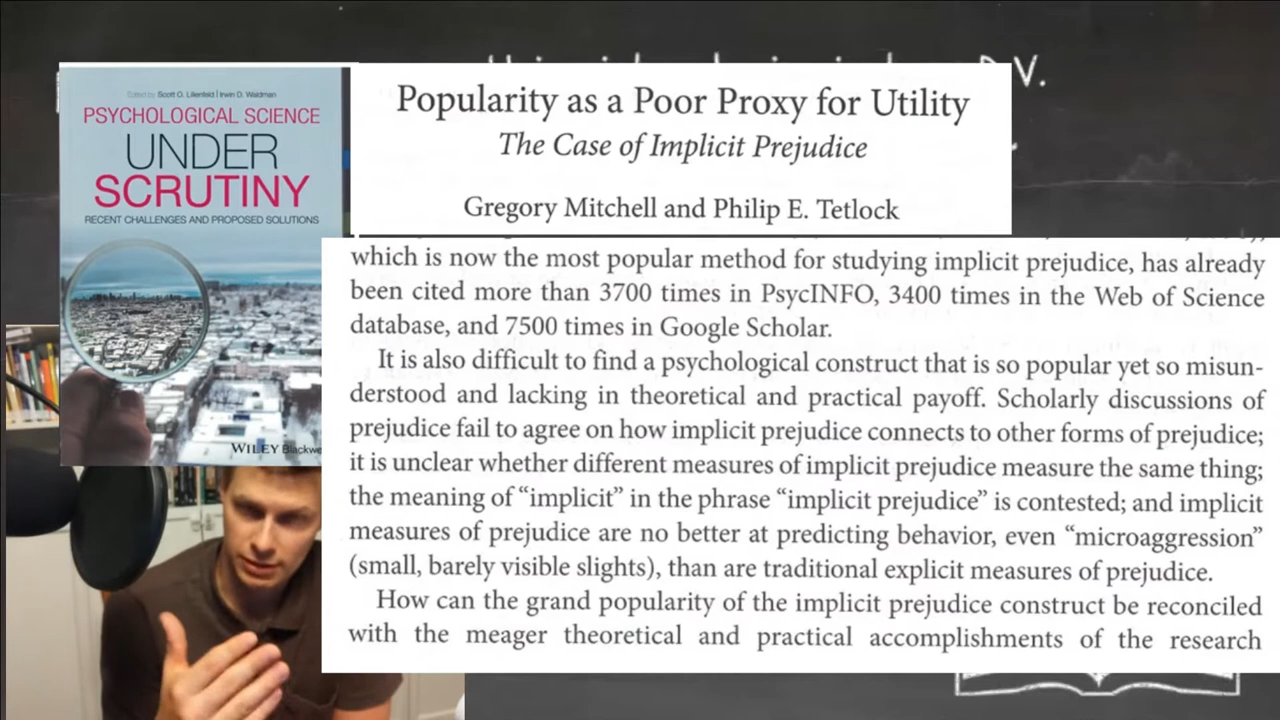 Edited by Scott O. Lilienfeld | Irwin D. Waldman
PSYCHOLOGICAL SCIENCE
UNDER
SCRUTINY
RECENT CHALLENGES AND PROPOSED SOLUTIONS
WILEY Blackwe
Popularity as a Poor Proxy for Utility
The Case of Implicit Prejudice
Gregory Mitchell and Philip E. Tetlock
which is now the most popular method for studying implicit prejudice, has already
been cited more than 3700 times in PsycINFO, 3400 times in the Web of Science
database, and 7500 times in Google Scholar.
It is also difficult to find a psychological construct that is so popular yet so misun-
derstood and lacking in theoretical and practical payoff. Scholarly discussions of
prejudice fail to agree on how implicit prejudice connects to other forms of prejudice;
it is unclear whether different measures of implicit prejudice measure the same thing;
the meaning of “implicit” in the phrase “implicit prejudice” is contested; and implicit
measures of prejudice are no better at predicting behavior, even “microaggression”
(small, barely visible slights), than are traditional explicit measures of prejudice.
How can the grand popularity of the implicit prejudice construct be reconciled
with the meager theoretical and practical accomplishments of the research